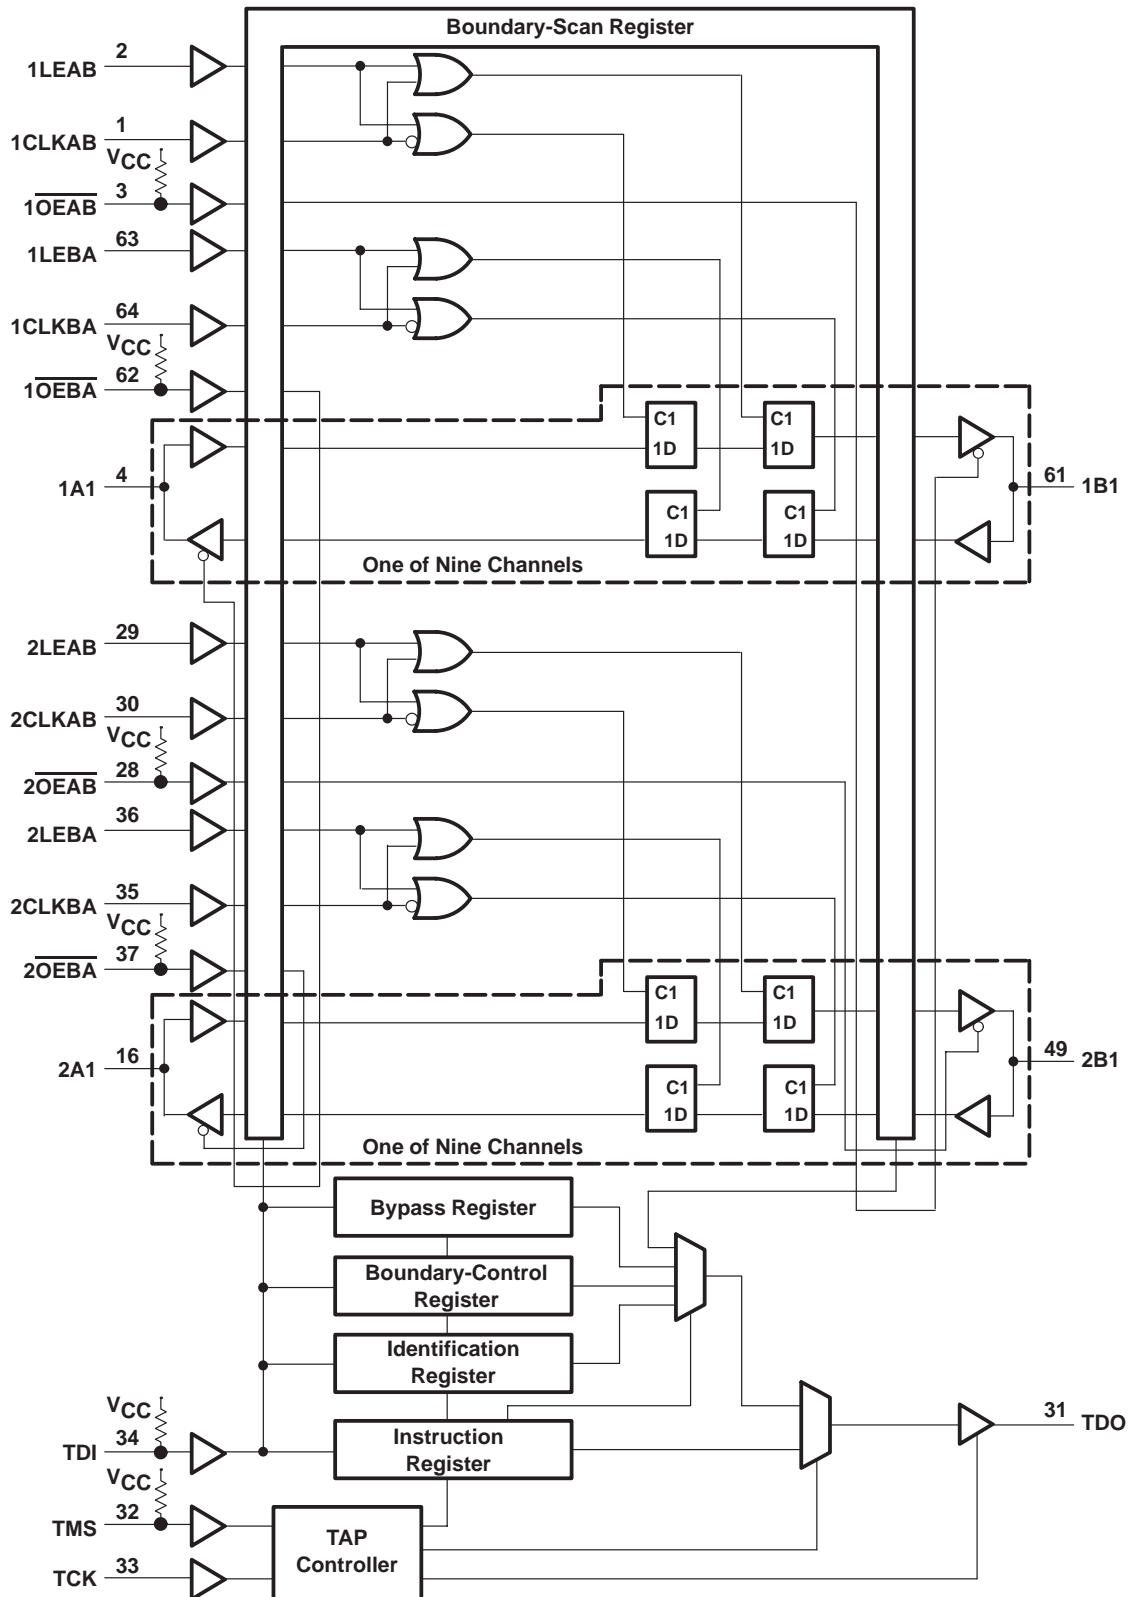 Boundary-Scan Register
2
1LEAB
1
1CLKAB
VCC
3
1OEAB
63
1LEBA
64
1CLKBA
VCC
62
1OEBA
C1
1D
C1
1D
4
1A1
61
1B1
C1
1D
C1
1D
One of Nine Channels
29
2LEAB
30
2CLKAB
VCC
28
2OEAB
36
2LEBA
35
2CLKBA
VCC
37
2OEBA
C1
1D
C1
1D
16
2A1
49
2B1
C1
1D
C1
1D
One of Nine Channels
Bypass Register
Boundary-Control
Register
Identification
Register
VCC
34
TDI
Instruction
Register
31
TDO
VCC
32
TMS
TAP
Controller
33
TCK